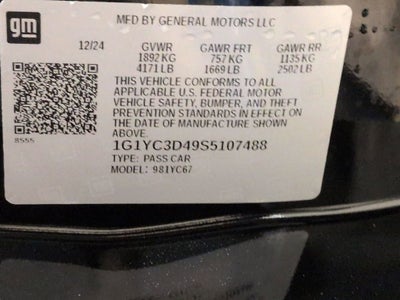 gm
MFD BY GENERAL MOTORS LLC
12/24 GVWR GAWR FRT GAWR RR
1892 KG 757 KG 1135 KG
4171 LB 1669 LB 2502 LB
THIS VEHICLE CONFORMS TO ALL
APPLICABLE U.S. FEDERAL MOTOR
VEHICLE SAFETY, BUMPER, AND THEFT
PREVENTION STANDARDS IN EFFECT ON
THE DATE OF MANUFACTURE SHOWN
ABOVE.
8555
1G1YC3D49S5107488
TYPE: PASS CAR
MODEL: 981YC67